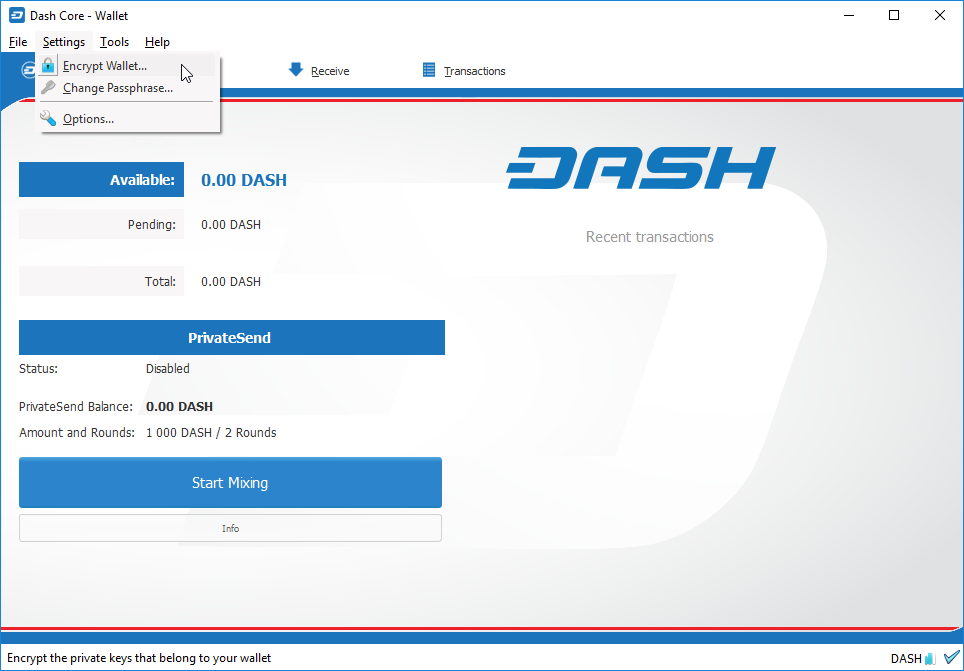 Dash Core - Wallet
File Settings Tools Help
Encrypt Wallet...
Change Passphrase...
Options...
Receive
Transactions
Available: 0.00 DASH
Pending: 0.00 DASH
Total: 0.00 DASH
PrivateSend
Status: Disabled
PrivateSend Balance: 0.00 DASH
Amount and Rounds: 1 000 DASH / 2 Rounds
Start Mixing
Info
DASH
Recent transactions
Encrypt the private keys that belong to your wallet
DASH